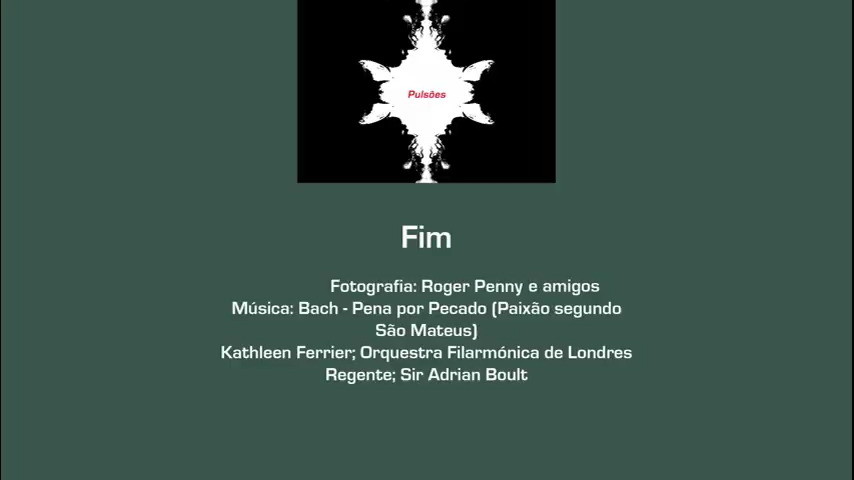 Pulsões
Fim
Fotografia: Roger Penny e amigos
Música: Bach - Pena por Pecado (Paixão segundo
São Mateus)
Kathleen Ferrier; Orquestra Filarmónica de Londres
Regente; Sir Adrian Boult